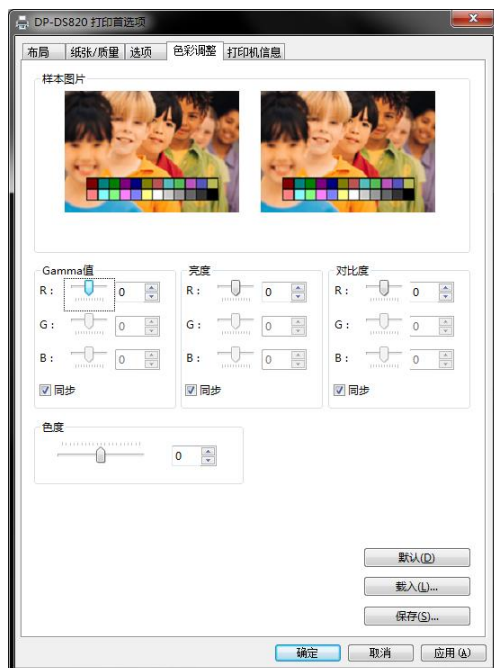 DP-DS820 打印首选项
布局 纸张/质量 选项 色彩调整 打印机信息
样本图片
Gamma值 亮度 对比度
R： 0 R： 0 R： 0
G： 0 G： 0 G： 0
B： 0 B： 0 B： 0
同步 同步 同步
色度
0
默认(D)
载入(L)...
保存(S)...
确定 取消 应用(A)